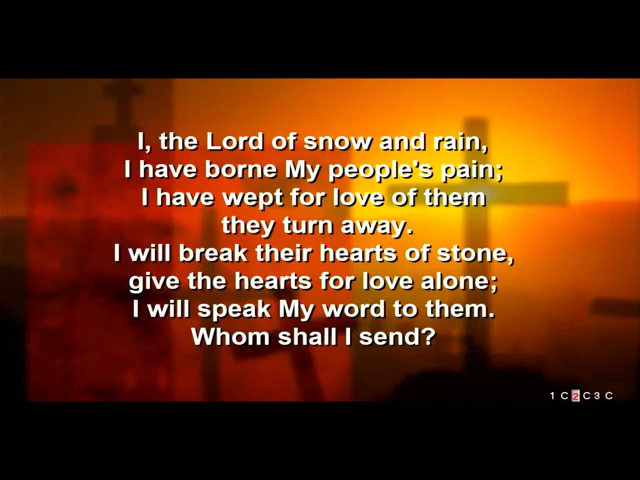 I, the Lord of snow and rain,
I have borne My people's pain;
I have wept for love of them
they turn away.
I will break their hearts of stone,
give the hearts for love alone;
I will speak My word to them.
Whom shall I send?
1 C 2 C 3 C